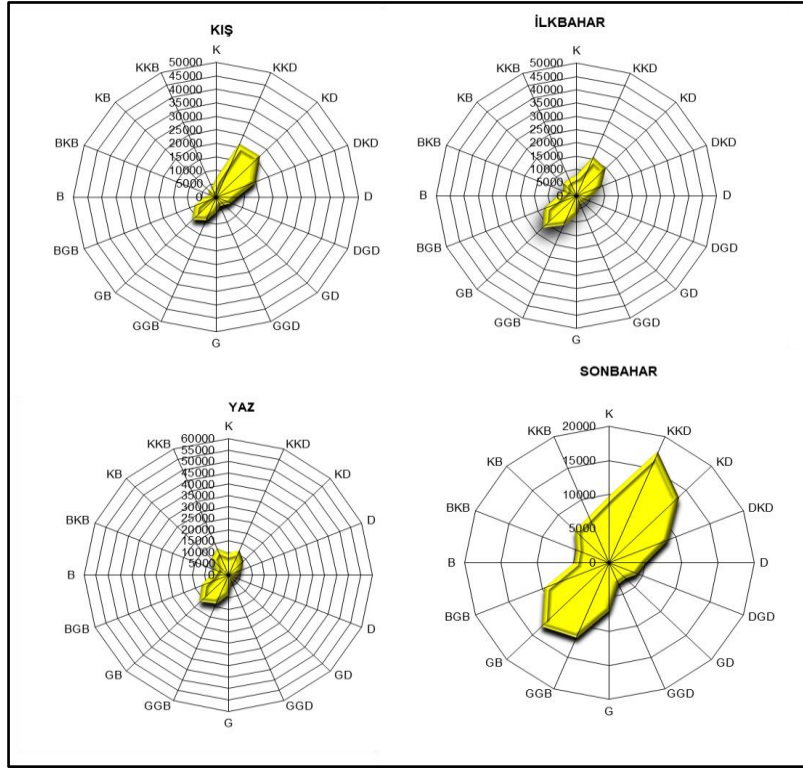 KIŞ
K
KKD
KD
DKD
D
DGD
GD
GGD
G
GGB
GB
BGB
B
BKB
KB
KKB
50000
45000
40000
35000
30000
25000
20000
15000
10000
5000
0
İLKBAHAR
K
KKD
KD
DKD
D
DGD
GD
GGD
G
GGB
GB
BGB
B
BKB
KB
KKB
50000
45000
40000
35000
30000
25000
20000
15000
10000
5000
0
YAZ
K
KKD
KD
D
D
D
GD
GGD
G
GGB
GB
BGB
B
BKB
KB
KKB
60000
55000
50000
45000
40000
35000
30000
25000
20000
15000
10000
5000
0
SONBAHAR
K
KKD
KD
DKD
D
DGD
GD
GGD
G
GGB
GB
BGB
B
BKB
KB
KKB
20000
15000
10000
5000
0